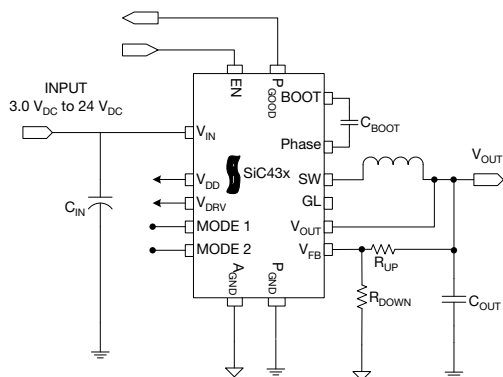 INPUT
3.0 VDC to 24 VDC
CIN
EN
PGOOD
VIN
VDD
VDRV
MODE 1
MODE 2
SiC43x
BOOT
Phase
SW
GL
VOUT
VFB
AGND
PGND
CBOOT
VOUT
RUP
RDOWN
COUT